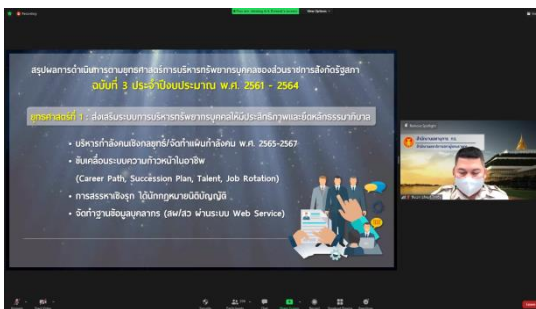 Recording
View Options
สรุปผลการดำเนินการตามยุทธศาสตร์การบริหารทรัพยากรบุคคลของส่วนราชการสังกัดรัฐสภา
ฉบับที่ 3 ประจำปีงบประมาณ พ.ศ. 2561 - 2564
ยุทธศาสตร์ที่ 1 : ส่งเสริมระบบการบริหารทรัพยากรบุคคลให้มีประสิทธิภาพและยึดหลักธรรมาภิบาล
• บริหารกำลังคนเชิงกลยุทธ์/จัดทำแผนกำลังคน พ.ศ. 2565-2567
• ขับเคลื่อนระบบความก้าวหน้าในอาชีพ
(Career Path, Succession Plan, Talent, Job Rotation)
• การสรรหาเชิงรุก ได้นักกฎหมายนิติบัญญัติ
• จัดทำฐานข้อมูลบุคลากร (สผ/สว ผ่านระบบ Web Service)